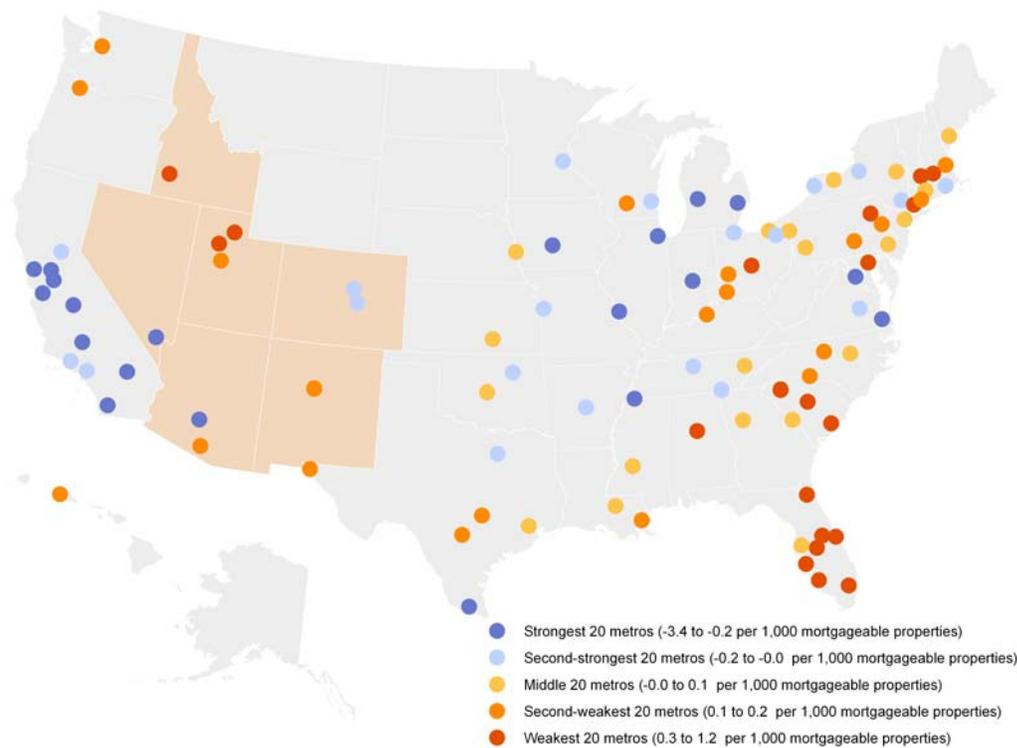 Strongest 20 metros (-3.4 to -0.2 per 1,000 mortgageable properties)
Second-strongest 20 metros (-0.2 to -0.0  per 1,000 mortgageable properties)
Middle 20 metros (-0.0 to 0.1  per 1,000 mortgageable properties)
Second-weakest 20 metros (0.1 to 0.2  per 1,000 mortgageable properties)
Weakest 20 metros (0.3 to 1.2  per 1,000 mortgageable properties)